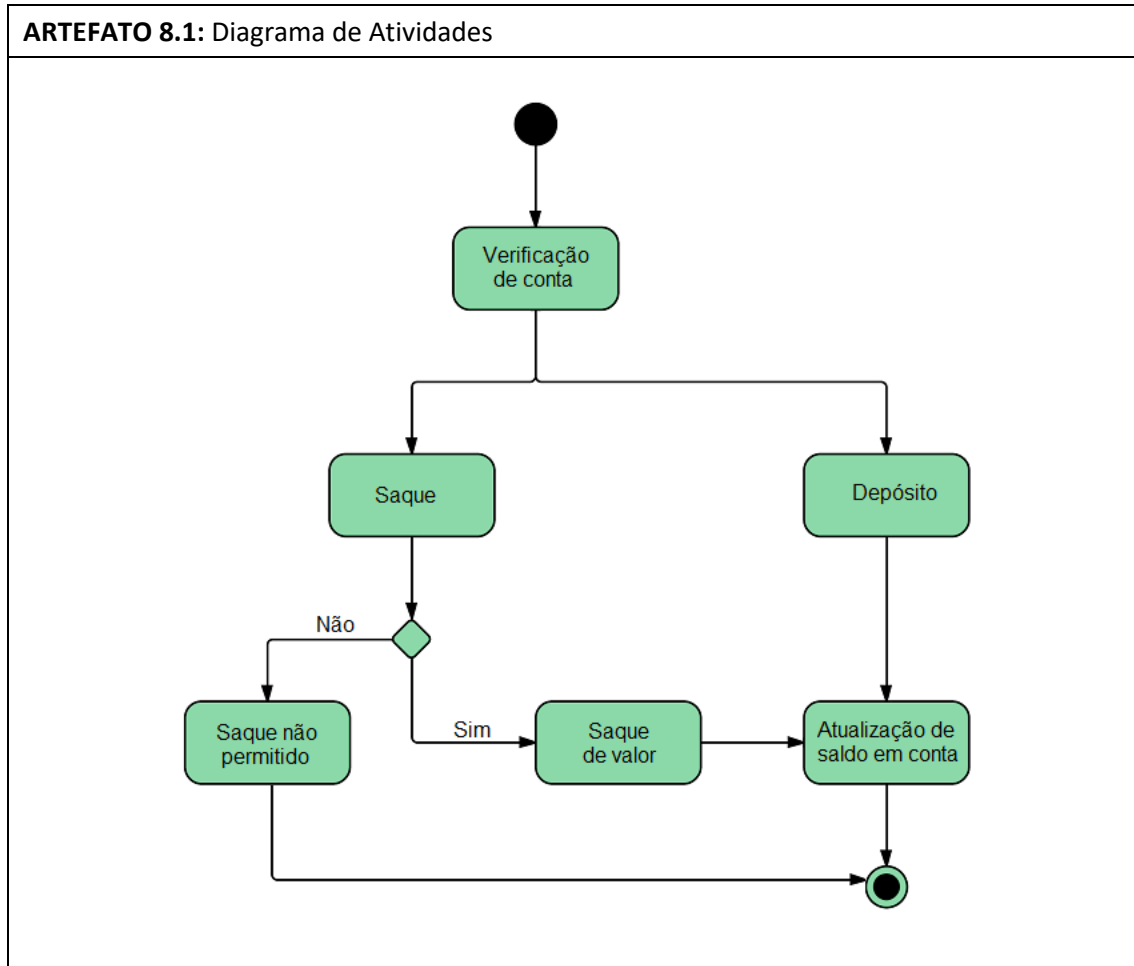 ARTEFATO 8.1: Diagrama de Atividades
Verificação
de conta
Saque
Depósito
Não
Saque não
permitido
Sim
Saque
de valor
Atualização de
saldo em conta